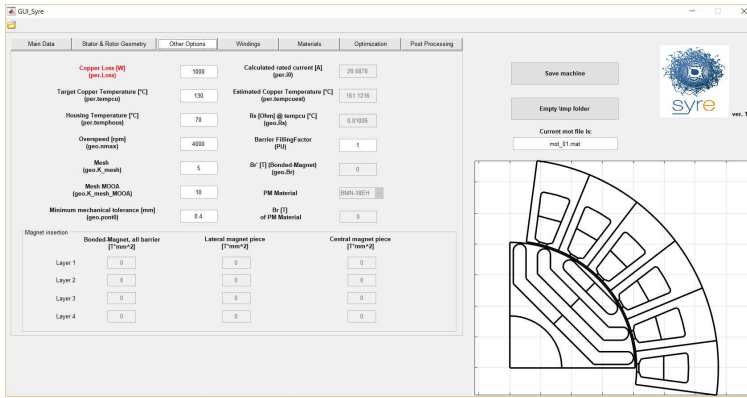 GUI_Syre
Main Data
Stator & Rotor Geometry
Other Options
Windings
Materials
Optimization
Post Processing
Copper Loss [W]
(per.Loss)
1000
Calculated rated current [A]
(per.i0)
28.6878
Target Copper Temperature [°C]
(per.tempcu)
130
Estimated Copper Temperature [°C]
(per.tempcuest)
161.1216
Housing Temperature [°C]
(per.temphous)
70
Rs [Ohm] @ tempcu [°C]
(geo.Rs)
0.81006
Overspeed [rpm]
(geo.nmax)
4000
Barrier FillingFactor
(PU)
1
Mesh
(geo.K_mesh)
5
Br' [T] (Bonded-Magnet)
(geo.Br)
0
Mesh MOOA
(geo.K_mesh_MOOA)
10
PM Material
BMN-38EH
Minimum mechanical tolerance [mm]
(geo.pont0)
0.4
Br [T]
of PM Material
0
Magnet insertion
Bonded-Magnet, all barrier
[T*mm^2]
Lateral magnet piece
[T*mm^2]
Central magnet piece
[T*mm^2]
Layer 1
0
0
0
Layer 2
0
0
0
Layer 3
0
0
0
Layer 4
0
0
0
Save machine
Empty \tmp folder
Current mot file is:
mot_01.mat
syre
ver. 1